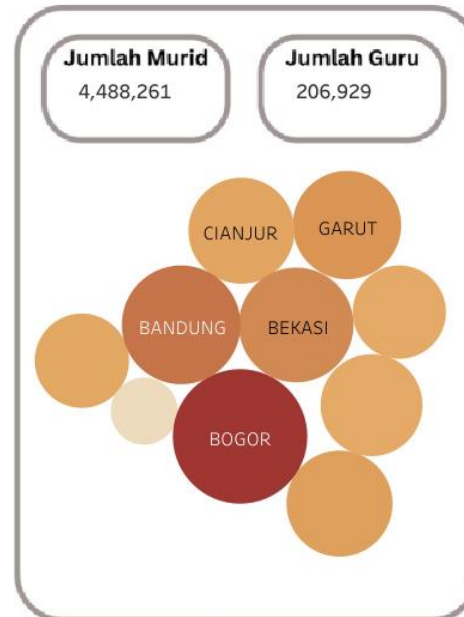 Jumlah Murid
4,488,261
Jumlah Guru
206,929
CIANJUR
GARUT
BANDUNG
BEKASI
BOGOR